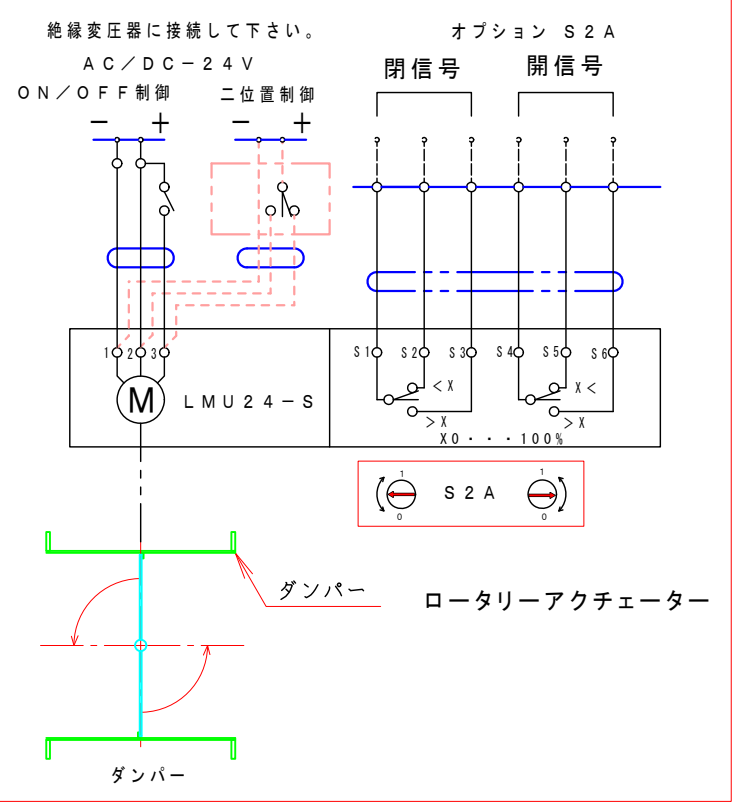 絶縁変圧器に接続して下さい。
AC／DC－24V
ON／OFF制御
二位置制御
－ ＋
－ ＋
オプション S2A
閉信号
開信号
1 2 3
M
LMU24－S
S1 S2 S3 S4 S5 S6
<X
>X
X<
>X
X0・・・100%
1
0
S2A
1
0
ダンパー
ロータリーアクチェーター
ダンパー